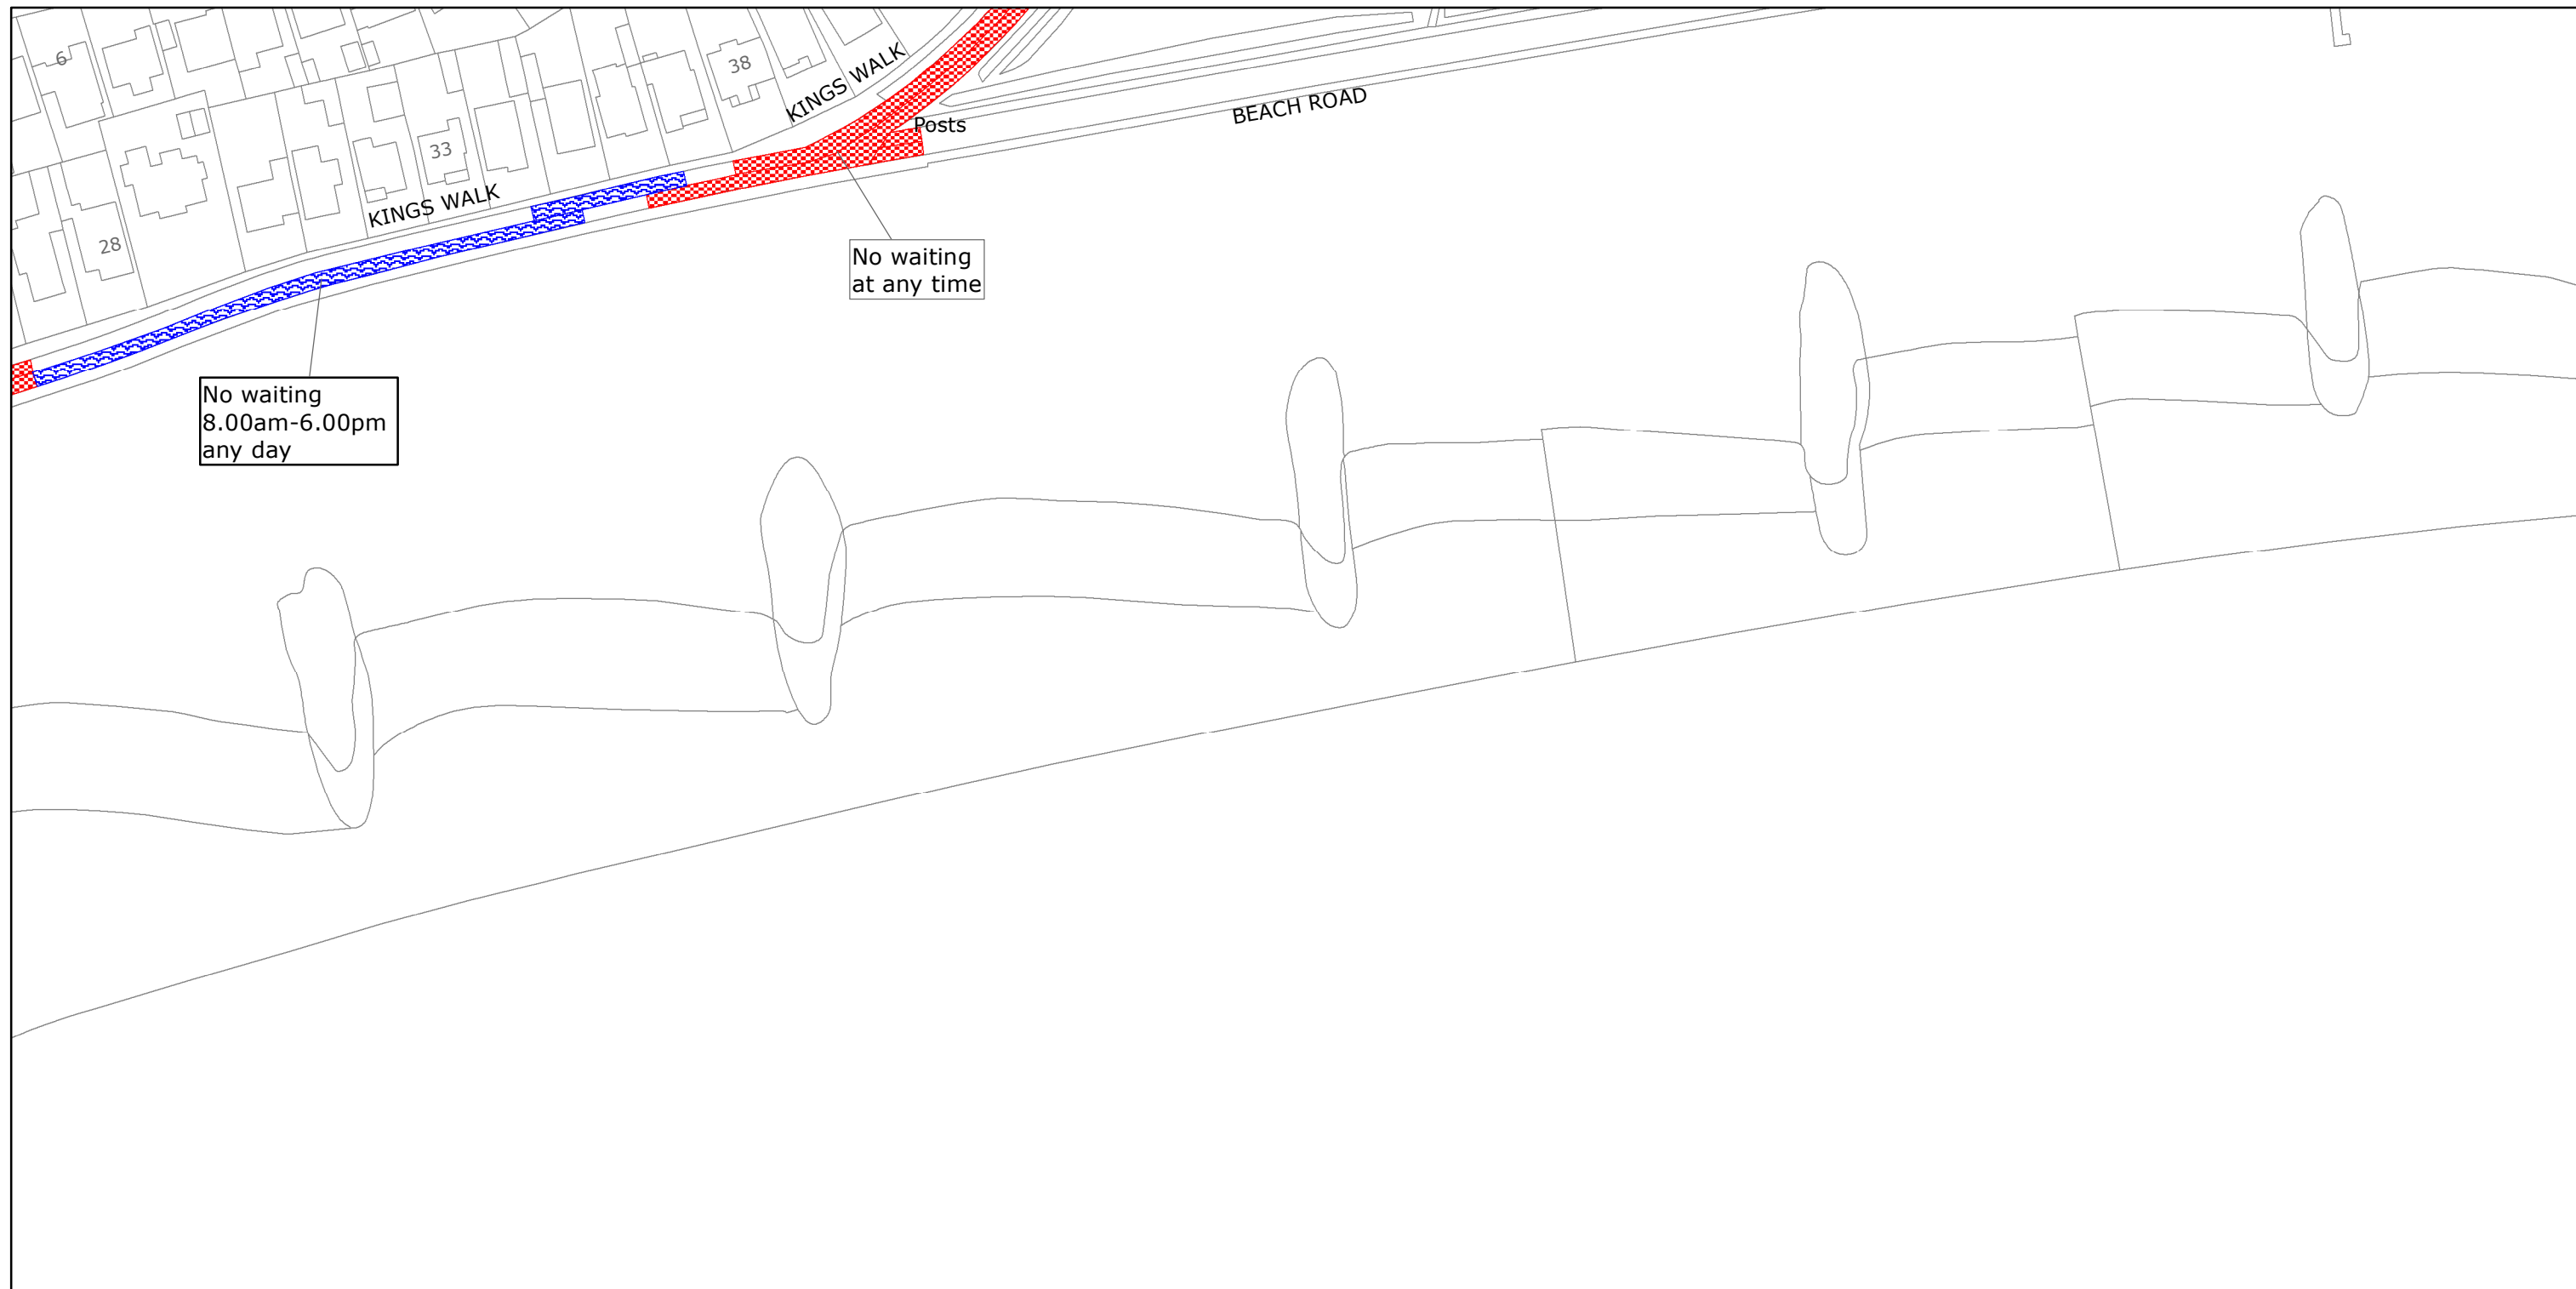 6
38
KINGS WALK
BEACH ROAD
Posts
33
KINGS WALK
28
No waiting
at any time
No waiting
8.00am-6.00pm
any day